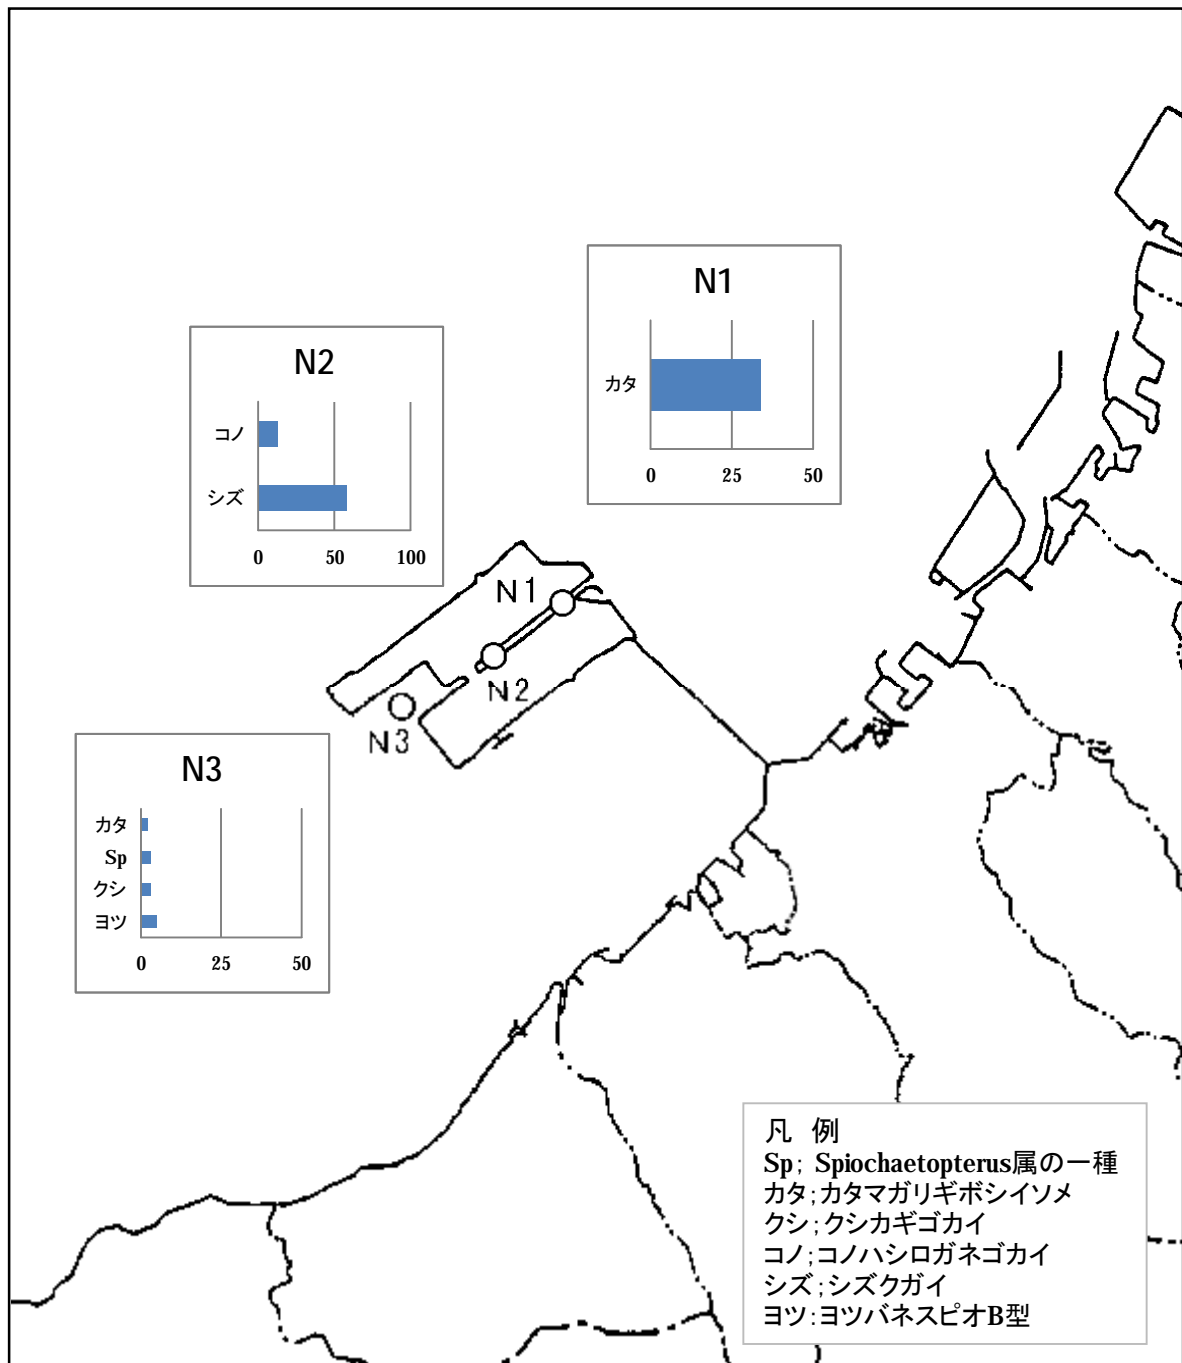 N1
カタ
0 25 50
N2
コノ
シズ
0 50 100
N1
N2
N3
N3
カタ
Sp
クシ
ヨツ
0 25 50
凡 例
Sp; Spiochaetopterus属の一種
カタ;カタマガリギボシイソメ
クシ;クシカギゴカイ
コノ;コノハシロガネゴカイ
シズ;シズクガイ
ヨツ:ヨツバネスピオB型